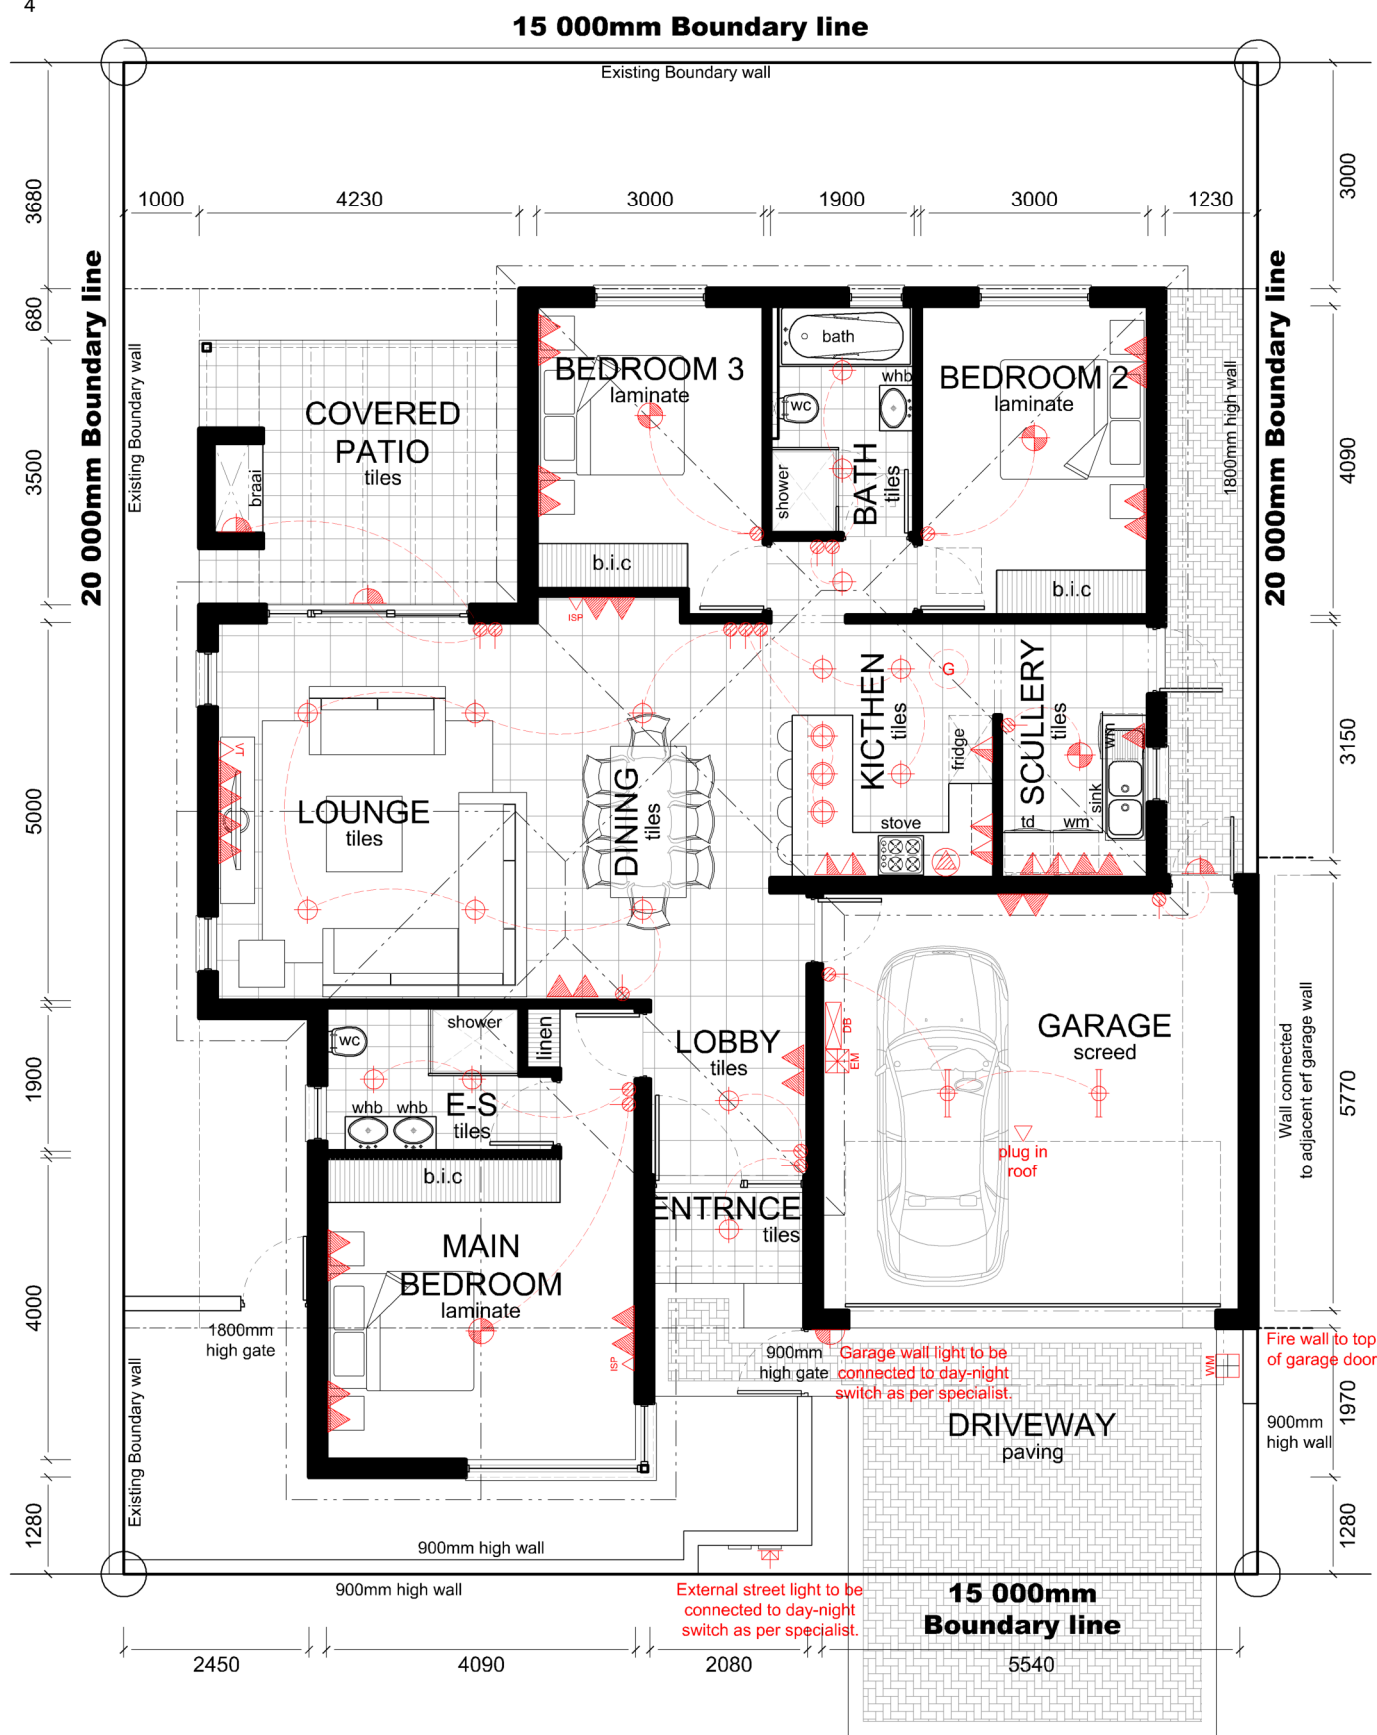 4
15 000mm Boundary line
Existing Boundary wall
1000
4230
3000
1900
3000
1230
3680
680
3500
5000
1900
4000
1280
3000
4090
3150
5770
1970
1280
20 000mm Boundary line
20 000mm Boundary line
Existing Boundary wall
1800mm high wall
COVERED
PATIO
tiles
braai
BEDROOM 3
laminate
b.i.c
bath
whb
wc
shower
BATH
tiles
BEDROOM 2
laminate
b.i.c
ISP
LOUNGE
tiles
TV
DINING
tiles
KICTHEN
tiles
G
fridge
stove
SCULLERY
tiles
wm
sink
td
wm
shower
wc
linen
whb
whb
E-S
tiles
b.i.c
LOBBY
tiles
DB
EM
GARAGE
screed
plug in
roof
Wall connected
to adjacent erf garage wall
ENTRNCE
tiles
MAIN
BEDROOM
laminate
ISP
1800mm
high gate
900mm
high gate
Garage wall light to be
connected to day-night
switch as per specialist.
WM
Fire wall to top
of garage door
900mm
high wall
DRIVEWAY
paving
Existing Boundary wall
900mm high wall
900mm high wall
External street light to be
connected to day-night
switch as per specialist.
15 000mm
Boundary line
2450
4090
2080
5540